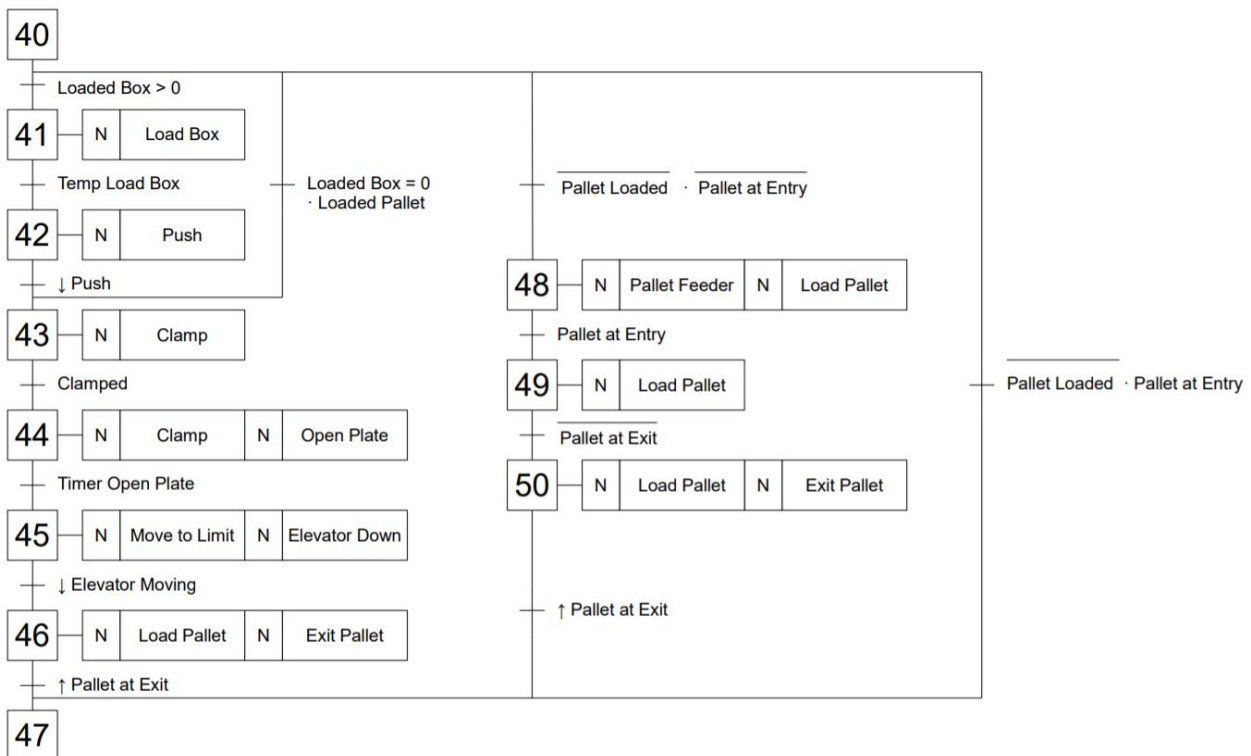 40
Loaded Box > 0
41
N
Load Box
Temp Load Box
Loaded Box = 0
· Loaded Pallet
Pallet Loaded · Pallet at Entry
42
N
Push
↓ Push
48
N
Pallet Feeder
N
Load Pallet
43
N
Clamp
Pallet at Entry
Clamped
49
N
Load Pallet
Pallet Loaded · Pallet at Entry
44
N
Clamp
N
Open Plate
Pallet at Exit
Timer Open Plate
50
N
Load Pallet
N
Exit Pallet
45
N
Move to Limit
N
Elevator Down
↓ Elevator Moving
↑ Pallet at Exit
46
N
Load Pallet
N
Exit Pallet
↑ Pallet at Exit
47